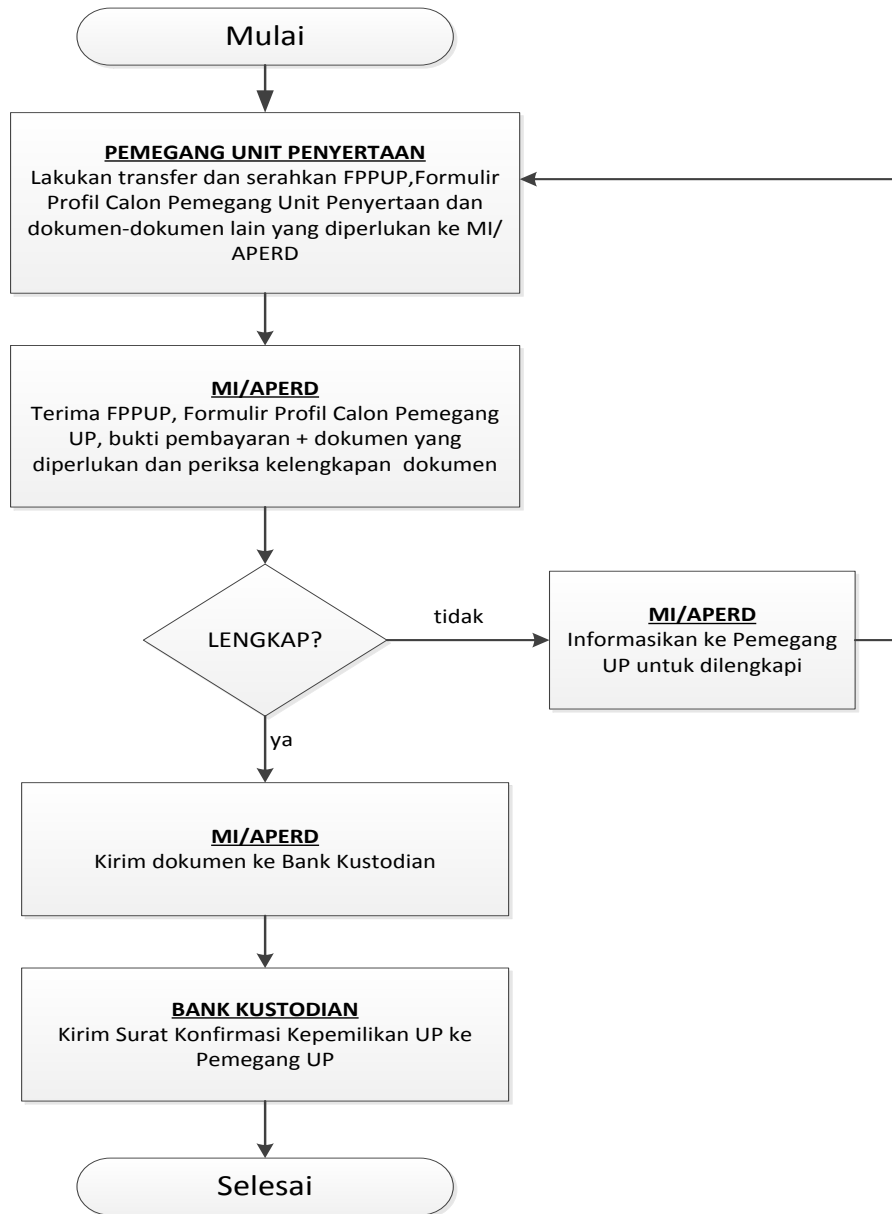 Mulai
PEMEGANG UNIT PENYERTAAN
Lakukan transfer dan serahkan FPPUP,Formulir
Profil Calon Pemegang Unit Penyertaan dan
dokumen-dokumen lain yang diperlukan ke MI/
APERD
MI/APERD
Terima FPPUP, Formulir Profil Calon Pemegang
UP, bukti pembayaran + dokumen yang
diperlukan dan periksa kelengkapan  dokumen
LENGKAP?
tidak
MI/APERD
Informasikan ke Pemegang
UP untuk dilengkapi
ya
MI/APERD
Kirim dokumen ke Bank Kustodian
BANK KUSTODIAN
Kirim Surat Konfirmasi Kepemilikan UP ke
Pemegang UP
Selesai